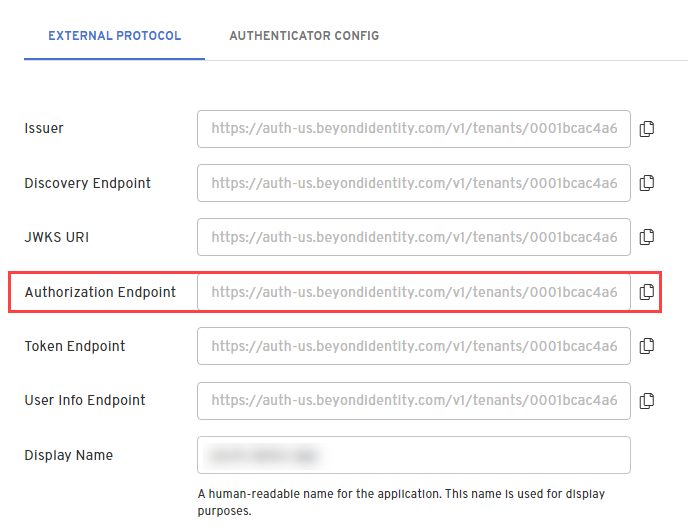 EXTERNAL PROTOCOL AUTHENTICATOR CONFIG
Issuer https://auth-us.beyondidentity.com/v1/tenants/0001bcac4a6
Discovery Endpoint https://auth-us.beyondidentity.com/v1/tenants/0001bcac4a6
JWKS URI https://auth-us.beyondidentity.com/v1/tenants/0001bcac4a6
Authorization Endpoint https://auth-us.beyondidentity.com/v1/tenants/0001bcac4a6
Token Endpoint https://auth-us.beyondidentity.com/v1/tenants/0001bcac4a6
User Info Endpoint https://auth-us.beyondidentity.com/v1/tenants/0001bcac4a6
Display Name
A human-readable name for the application. This name is used for display
purposes.